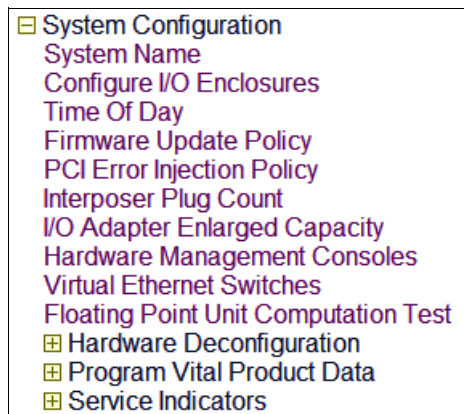 System Configuration
System Name
Configure I/O Enclosures
Time Of Day
Firmware Update Policy
PCI Error Injection Policy
Interposer Plug Count
I/O Adapter Enlarged Capacity
Hardware Management Consoles
Virtual Ethernet Switches
Floating Point Unit Computation Test
Hardware Deconfiguration
Program Vital Product Data
Service Indicators